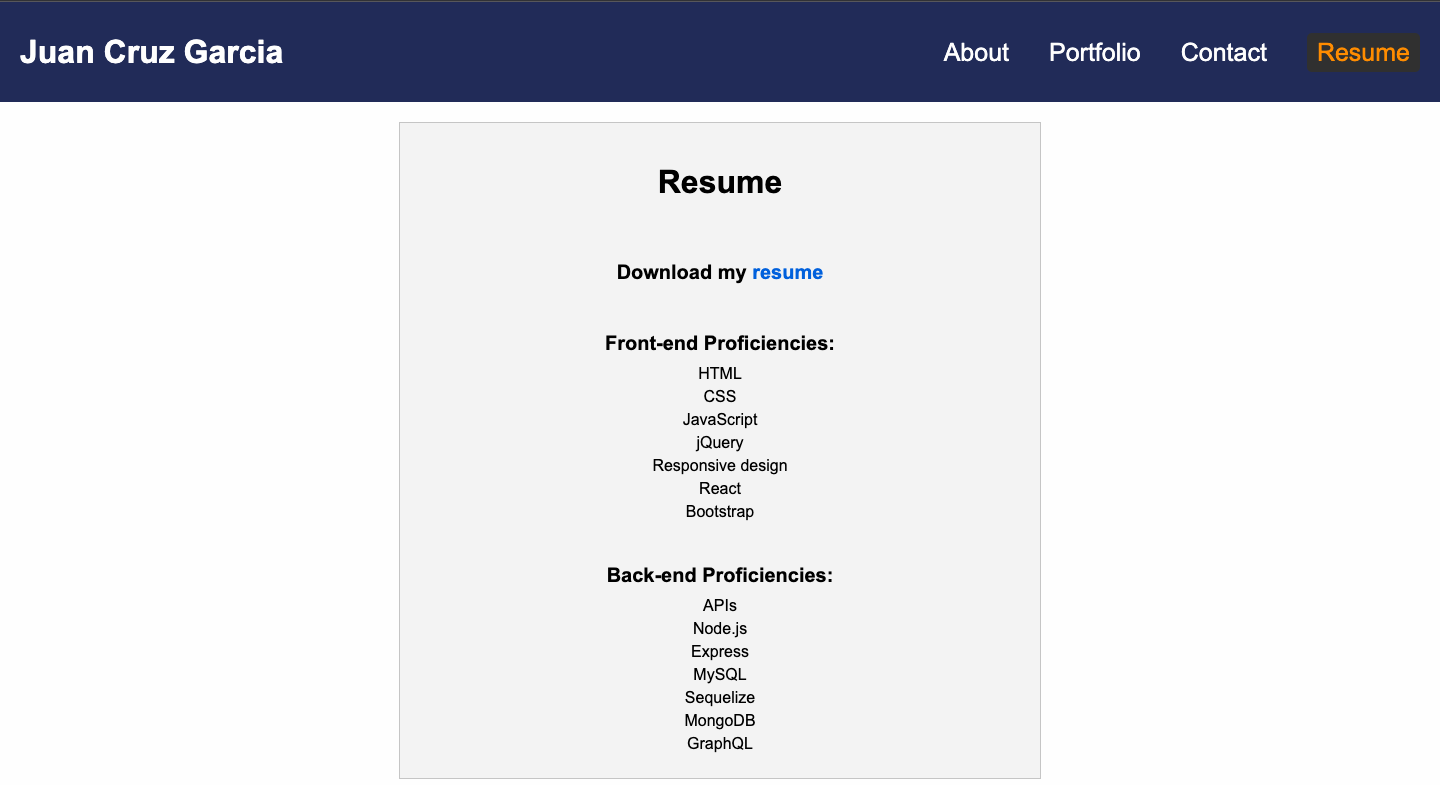 Juan Cruz Garcia
About Portfolio Contact Resume
Resume
Download my resume
Front-end Proficiencies:
HTML
CSS
JavaScript
jQuery
Responsive design
React
Bootstrap
Back-end Proficiencies:
APIs
Node.js
Express
MySQL
Sequelize
MongoDB
GraphQL